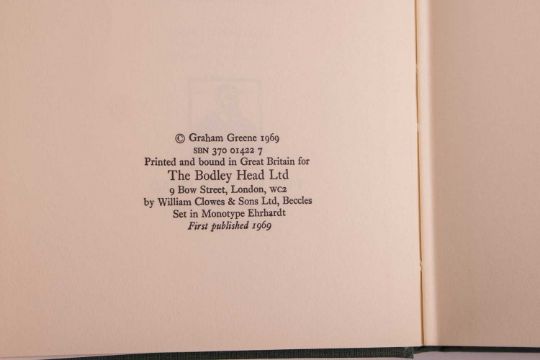 © Graham Greene 1969
SBN 370 01422 7
Printed and bound in Great Britain for
The Bodley Head Ltd
9 Bow Street, London, WC2
by William Clowes & Sons Ltd, Beccles
Set in Monotype Ehrhardt
First published 1969